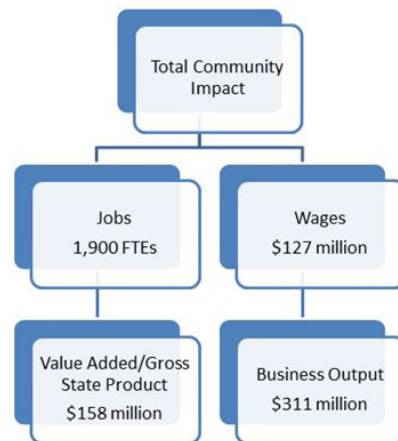 Total Community
Impact
Jobs
1,900 FTEs
Wages
$127 million
Value Added/Gross
State Product
$158 million
Business Output
$311 million